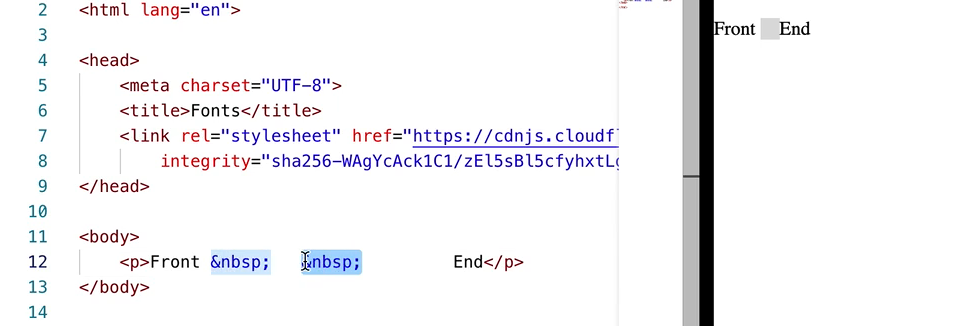 2 <html lang="en">
3
4 <head>
5 <meta charset="UTF-8">
6 <title>Fonts</title>
7 <link rel="stylesheet" href="https://cdnjs.cloudfl
8 integrity="sha256-WAgYcAck1C1/zEl5sBl5cfyhxtLg
9 </head>
10
11 <body>
12 <p>Front &nbsp; &nbsp; End</p>
13 </body>
14
Front End